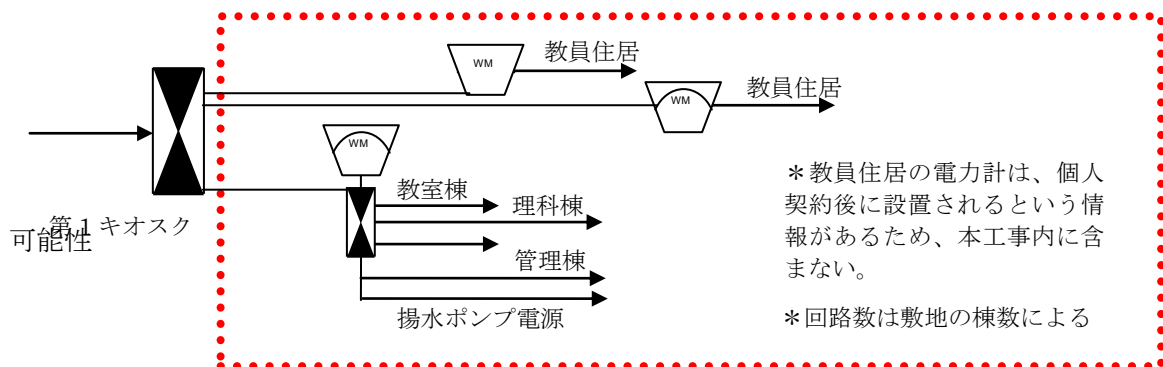 WM
教員住居
WM
教員住居
WM
教室棟
理科棟
管理棟
揚水ポンプ電源
第1キオスク
可能性
＊教員住居の電力計は、個人
契約後に設置されるという情
報があるため、本工事内に含
まない。
＊回路数は敷地の棟数による